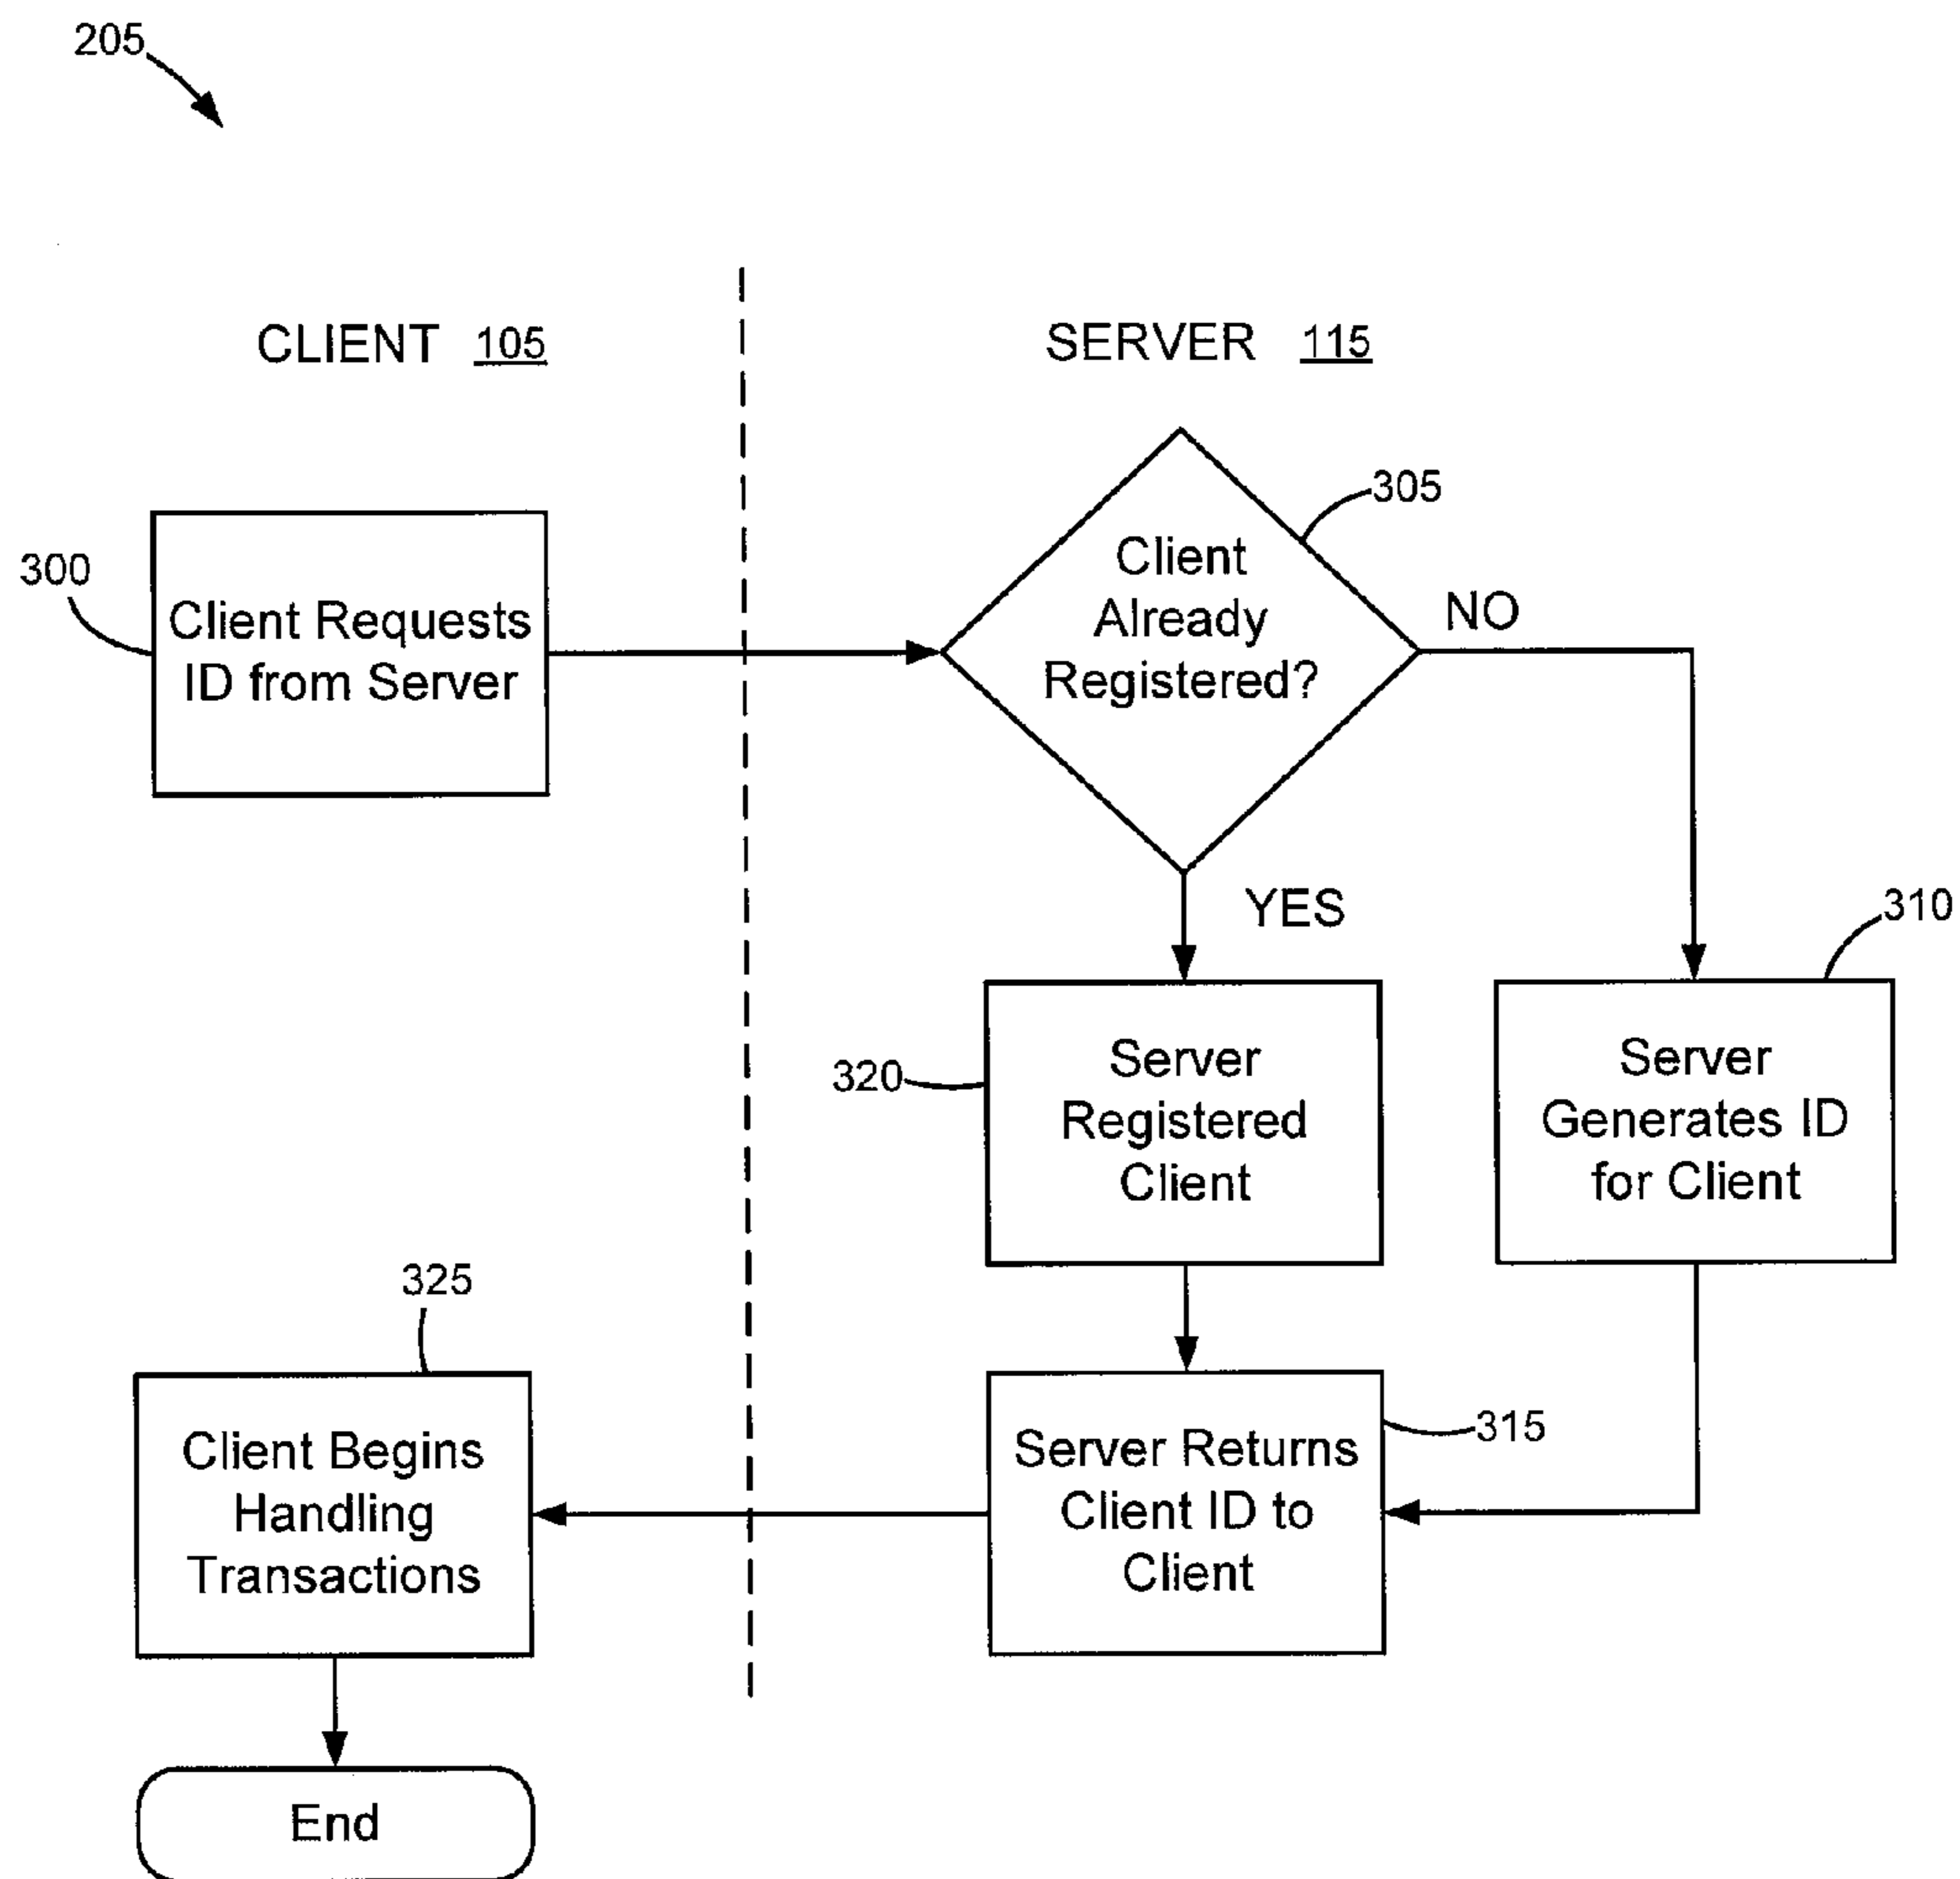 205
CLIENT 105
SERVER 115
305
Client
Already
Registered?
NO
300
Client Requests
ID from Server
YES
310
320
Server
Registered
Client
Server
Generates ID
for Client
325
Client Begins
Handling
Transactions
315
Server Returns
Client ID to
Client
End